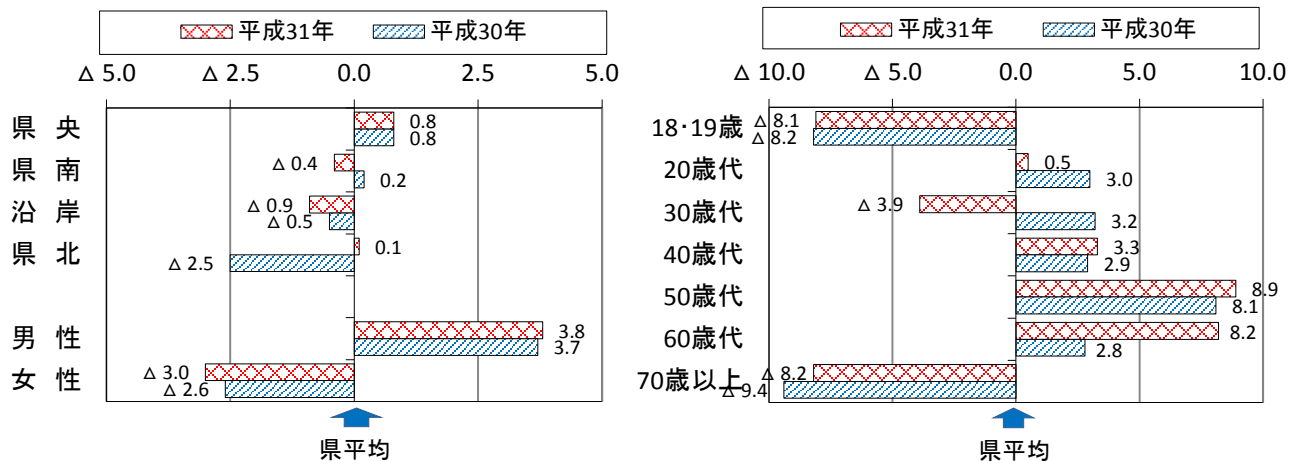 平成31年 平成30年
△ 5.0 △ 2.5 0.0 2.5 5.0
県 央 0.8
0.8
県 南 △ 0.4
0.2
沿 岸 △ 0.9
△ 0.5
県 北 0.1
△ 2.5
男 性 3.8
3.7
女 性 △ 3.0
△ 2.6
県平均
平成31年 平成30年
△ 10.0 △ 5.0 0.0 5.0 10.0
18･19歳 △ 8.1
△ 8.2
20歳代 0.5
3.0
30歳代 △ 3.9
3.2
40歳代 3.3
2.9
50歳代 8.9
8.1
60歳代 8.2
2.8
70歳以上 △ 8.2
△ 9.4
県平均